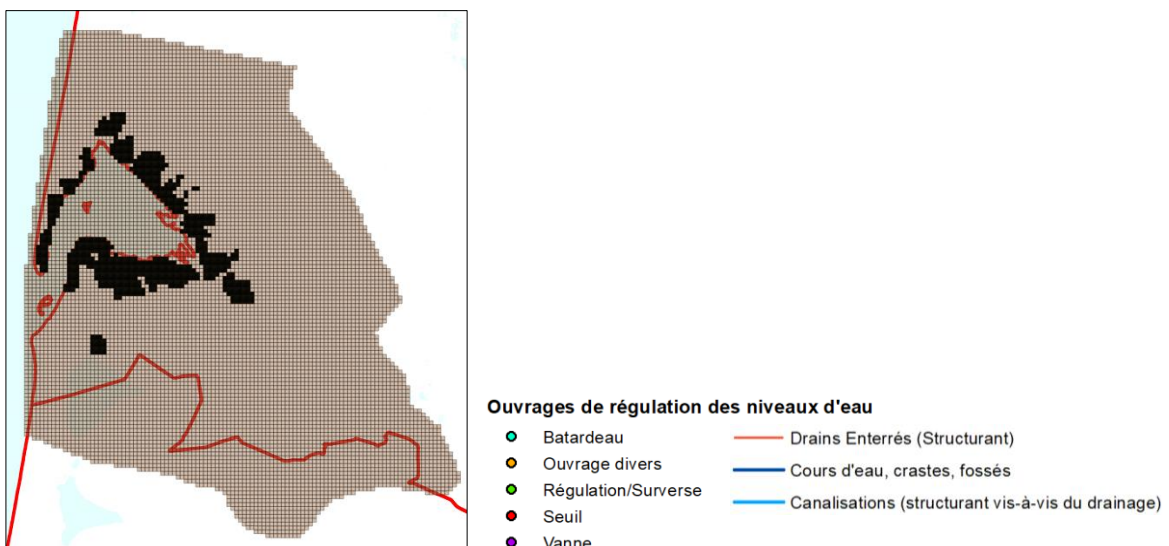 Ouvrages de régulation des niveaux d'eau
Batardeau
Ouvrage divers
Régulation/Surverse
Seuil
Vanne
Drains Enterrés (Structurant)
Cours d'eau, crastes, fossés
Canalisations (structurant vis-à-vis du drainage)